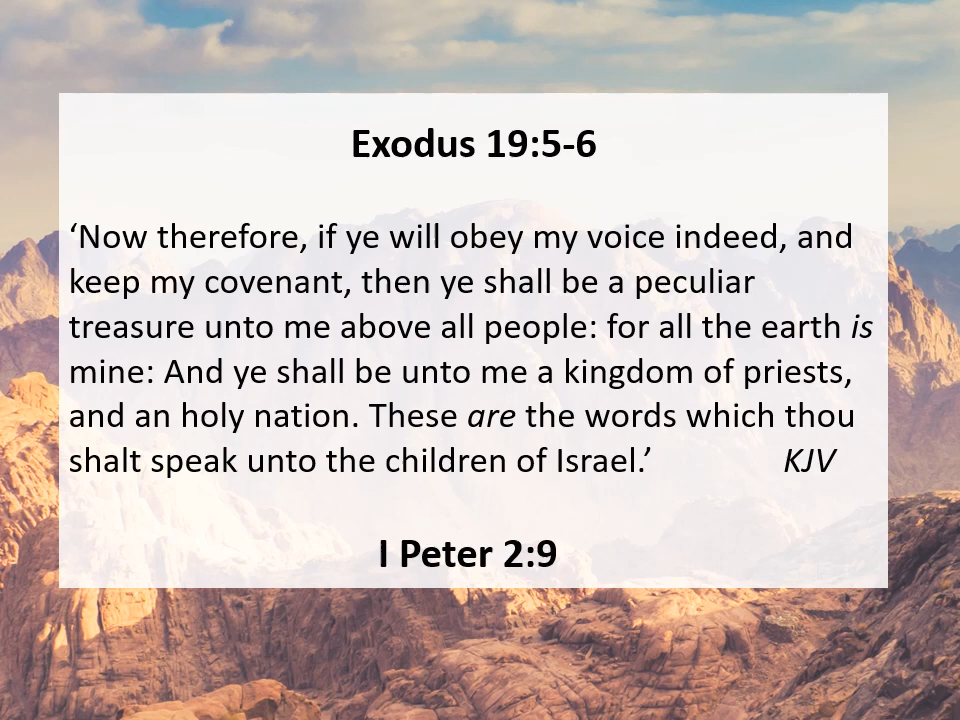 Exodus 19:5-6
‘Now therefore, if ye will obey my voice indeed, and
keep my covenant, then ye shall be a peculiar
treasure unto me above all people: for all the earth is
mine: And ye shall be unto me a kingdom of priests,
and an holy nation. These are the words which thou
shalt speak unto the children of Israel.’ KJV
I Peter 2:9